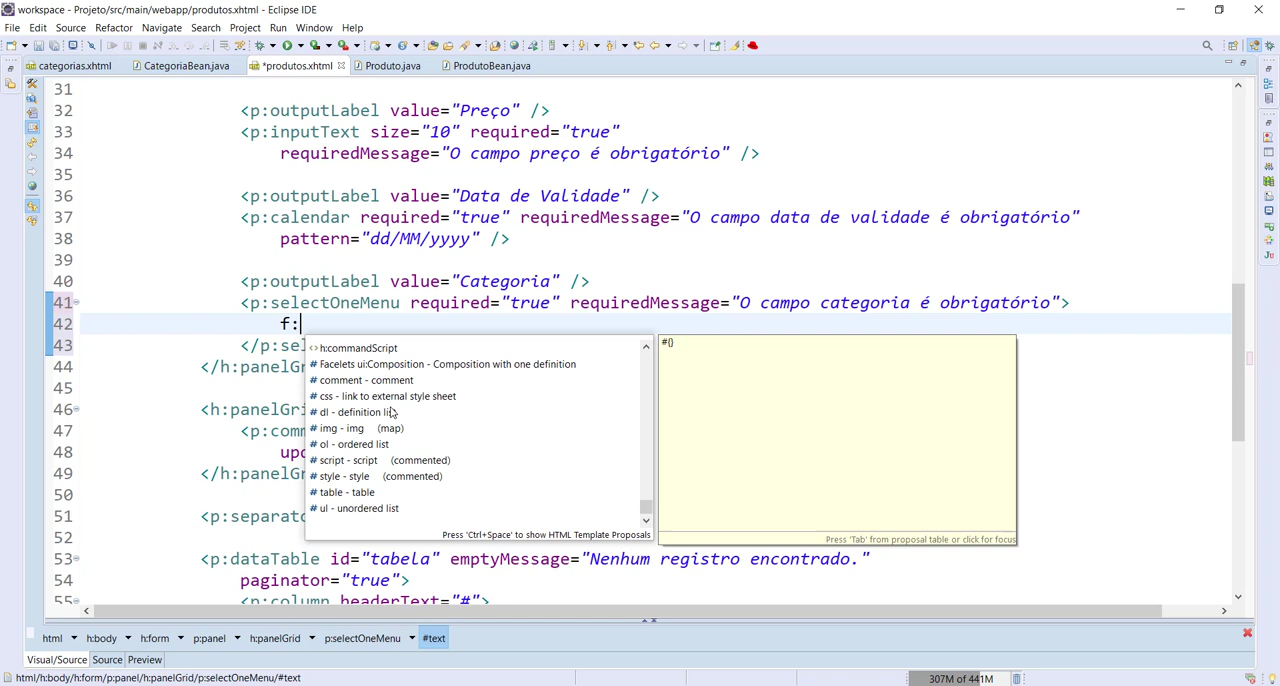 workspace - Projeto/src/main/webapp/produtos.xhtml - Eclipse IDE
File Edit Source Refactor Navigate Search Project Run Window Help
categorias.xhtml CategoriaBean.java *produtos.xhtml Produto.java ProdutoBean.java
31
32 <p:outputLabel value="Preço" />
33 <p:inputText size="10" required="true"
34 requiredMessage="O campo preço é obrigatório" />
35
36 <p:outputLabel value="Data de Validade" />
37 <p:calendar required="true" requiredMessage="O campo data de validade é obrigatório"
38 pattern="dd/MM/yyyy" />
39
40 <p:outputLabel value="Categoria" />
41 <p:selectOneMenu required="true" requiredMessage="O campo categoria é obrigatório">
42 f:
43 </p:se
44 </h:panelGr
45
46 <h:panelGri
47 <p:com
48 up
49 </h:panelGr
50
51 <p:separato
52
53 <p:dataTable id="tabela" emptyMessage="Nenhum registro encontrado."
54 paginator="true">
55 <p:column headerText="#">
<> h:commandScript
# Facelets ui:Composition - Composition with one definition
# comment - comment
# css - link to external style sheet
# dl - definition list
# img - img (map)
# ol - ordered list
# script - script (commented)
# style - style (commented)
# table - table
# ul - unordered list
Press 'Ctrl+Space' to show HTML Template Proposals
#{}
Press 'Tab' from proposal table or click for focus
html h:body h:form p:panel h:panelGrid p:selectOneMenu #text
Visual/Source Source Preview
html/h:body/h:form/p:panel/h:panelGrid/p:selectOneMenu/#text
307M of 441M